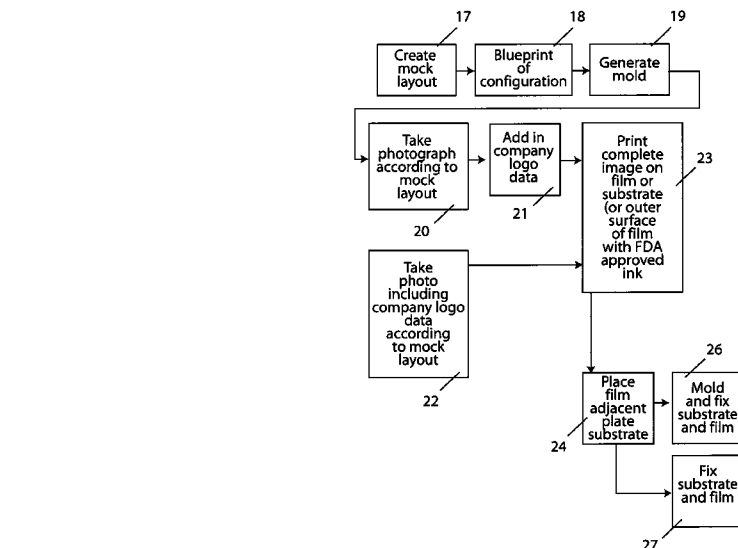 17
18
19
Create
mock
layout
Blueprint
of
configuration
Generate
mold
Take
photograph
according to
mock
layout
20
Add in
company
logo
data
21
Print
complete
image on
film or
substrate
(or outer
surface
of film
with FDA
approved
ink
23
Take
photo
including
company logo
data
according
to mock
layout
22
Place
film
adjacent
plate
substrate
24
26
Mold
and fix
substrate
and film
Fix
substrate
and film
27